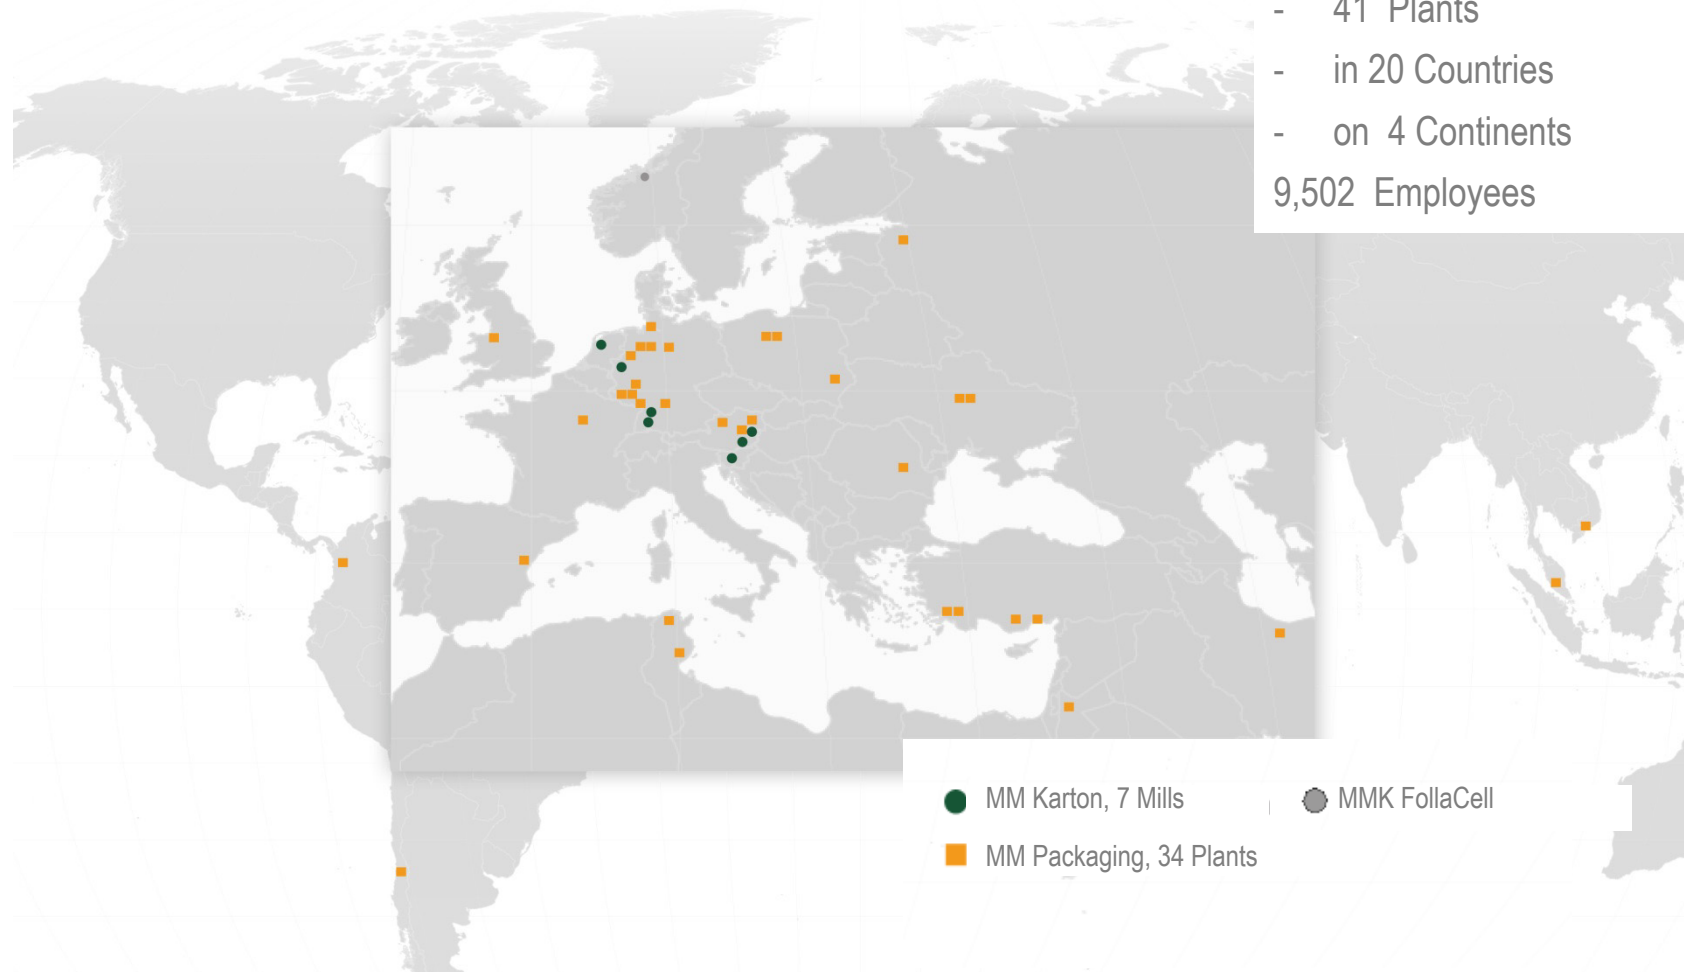 - 41 Plants
- in 20 Countries
- on 4 Continents
9,502 Employees
MM Karton, 7 Mills
MMK FollaCell
MM Packaging, 34 Plants